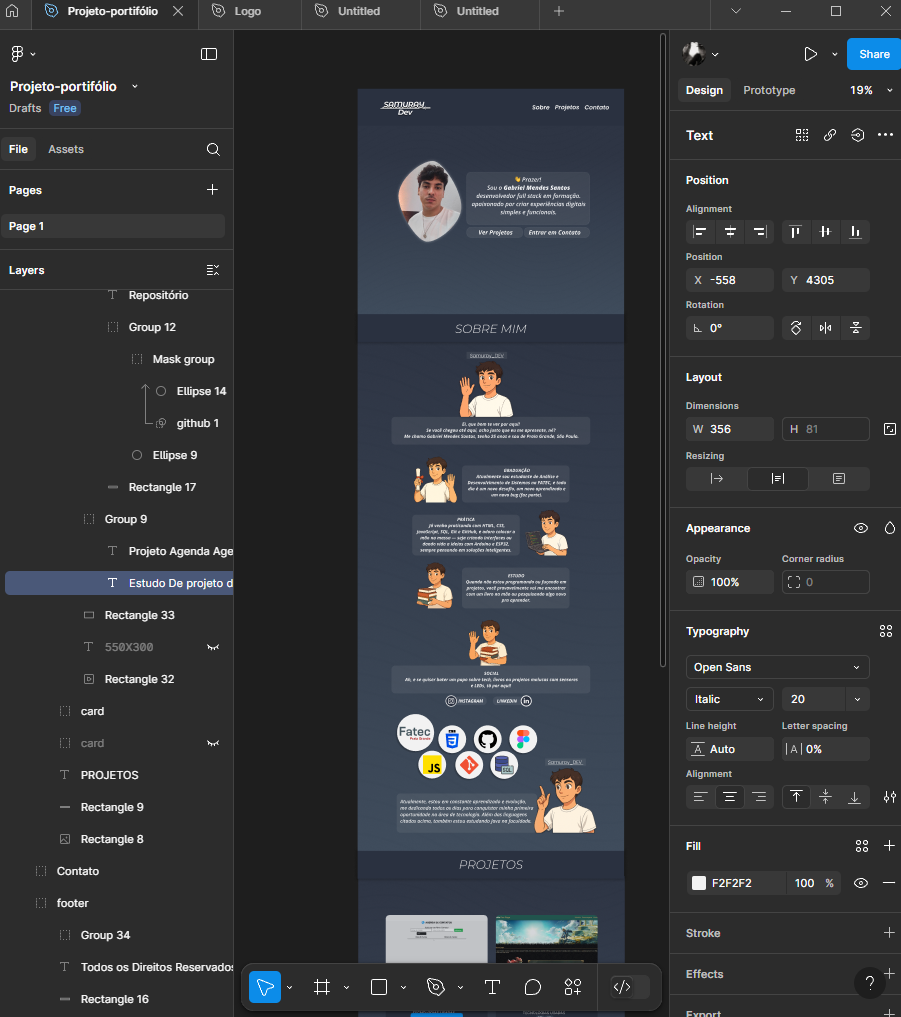 Projeto-portifólio
Logo
Untitled
Untitled
Projeto-portifólio
Drafts Free
File Assets
Pages
Page 1
Layers
Repositório
Group 12
Mask group
Ellipse 14
github 1
Ellipse 9
Rectangle 17
Group 9
Projeto Agenda Age
Estudo De projeto d
Rectangle 33
550X300
Rectangle 32
card
card
PROJETOS
Rectangle 9
Rectangle 8
Contato
footer
Group 34
Todos os Direitos Reservados
Rectangle 16
SAMURAY_
Dev
Sobre Projetos Contato
👋 Prazer!
Sou o Gabriel Mendes Santos
desenvolvedor full stack em formação,
apaixonado por criar experiências digitais
simples e funcionais.
Ver Projetos Entrar em Contato
SOBRE MIM
Samuray_DEV
Ei, que bom te ver por aqui!
Se você chegou até aqui, acho justo que eu me apresente, né?
Me chamo Gabriel Mendes Santos, tenho 25 anos e sou de Praia Grande, São Paulo.
GRADUAÇÃO
Atualmente sou estudante de Análise e
Desenvolvimento de Sistemas na FATEC, e todo
dia é um novo desafio, um novo aprendizado e
um novo bug (faz parte).
PRÁTICA
Já venho praticando com HTML, CSS,
JavaScript, SQL, Git e GitHub, e adoro colocar a
mão na massa — seja criando interfaces ou
dando vida a ideias com Arduino e ESP32,
sempre pensando em soluções inteligentes.
ESTUDO
Quando não estou programando ou fuçando em
projetos, você provavelmente vai me encontrar
com um livro na mão ou pesquisando algo novo
pra aprender.
SOCIAL
Ah, e se quiser bater um papo sobre tech, livros ou projetos malucos com sensores
e LEDs, tô por aqui!
INSTAGRAM LINKEDIN in
Fatec
Praia Grande
JS
SQL
Samuray_DEV
Atualmente, estou em constante aprendizado e evolução,
me dedicando todos os dias para conquistar minha primeira
oportunidade na área de tecnologia. Além das linguagens
citadas acima, também estou estudando Java na faculdade.
PROJETOS
Share
Design Prototype 19%
Text
Position
Alignment
Position
X -558 Y 4305
Rotation
0°
Layout
Dimensions
W 356 H 81
Resizing
Appearance
Opacity Corner radius
100% 0
Typography
Open Sans
Italic 20
Line height Letter spacing
A Auto |A| 0%
Alignment
Fill
F2F2F2 100 %
Stroke
Effects
?
Export